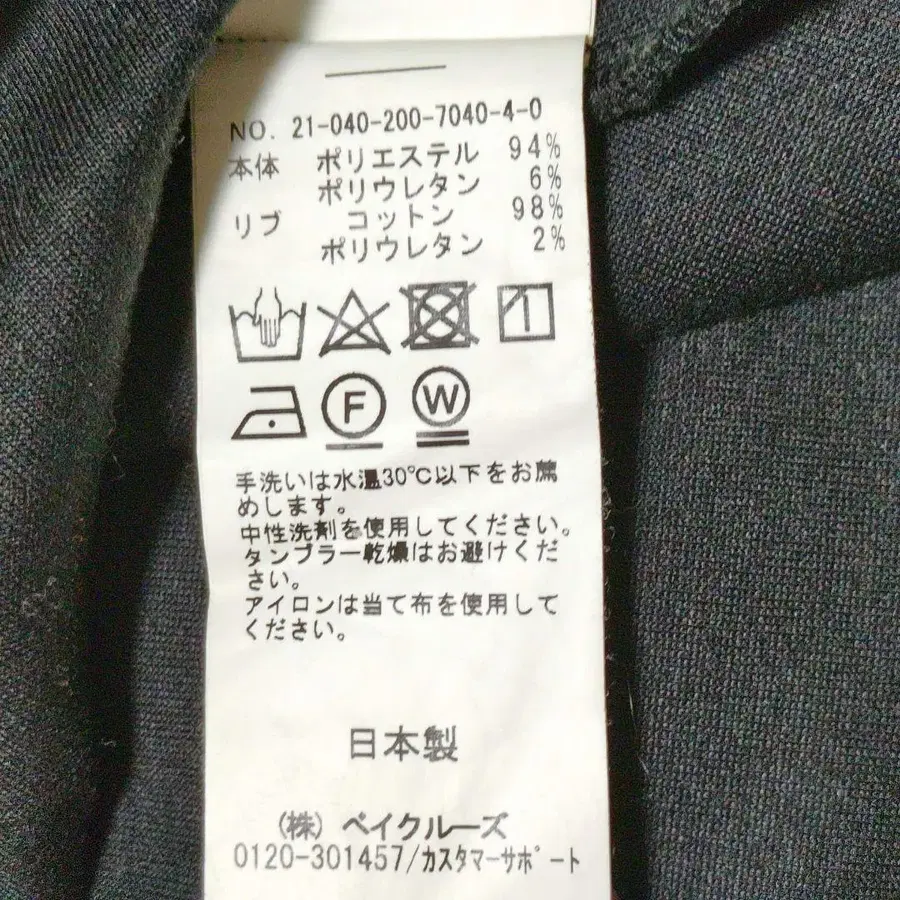 NO. 21-040-200-7040-4-0
本体 ポリエステル 94%
ポリウレタン 6%
リブ コットン 98%
ポリウレタン 2%
F W
手洗いは水温30℃以下をお薦
めします。
中性洗剤を使用してください。
タンブラー乾燥はお避けくだ
さい。
アイロンは当て布を使用して
ください。
日本製
(株) ベイクルーズ
0120-301457/カスタマーサポート